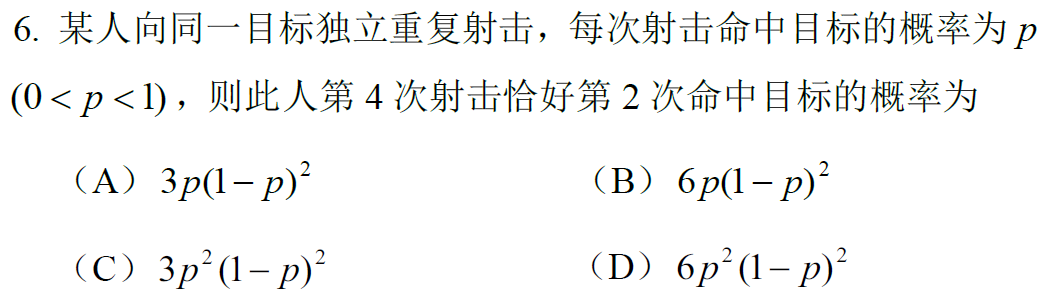 6. 某人向同一目标独立重复射击，每次射击命中目标的概率为 p
(0 < p < 1)，则此人第 4 次射击恰好第 2 次命中目标的概率为
（A）3p(1 − p)² （B）6p(1 − p)²
（C）3p²(1 − p)² （D）6p²(1 − p)²